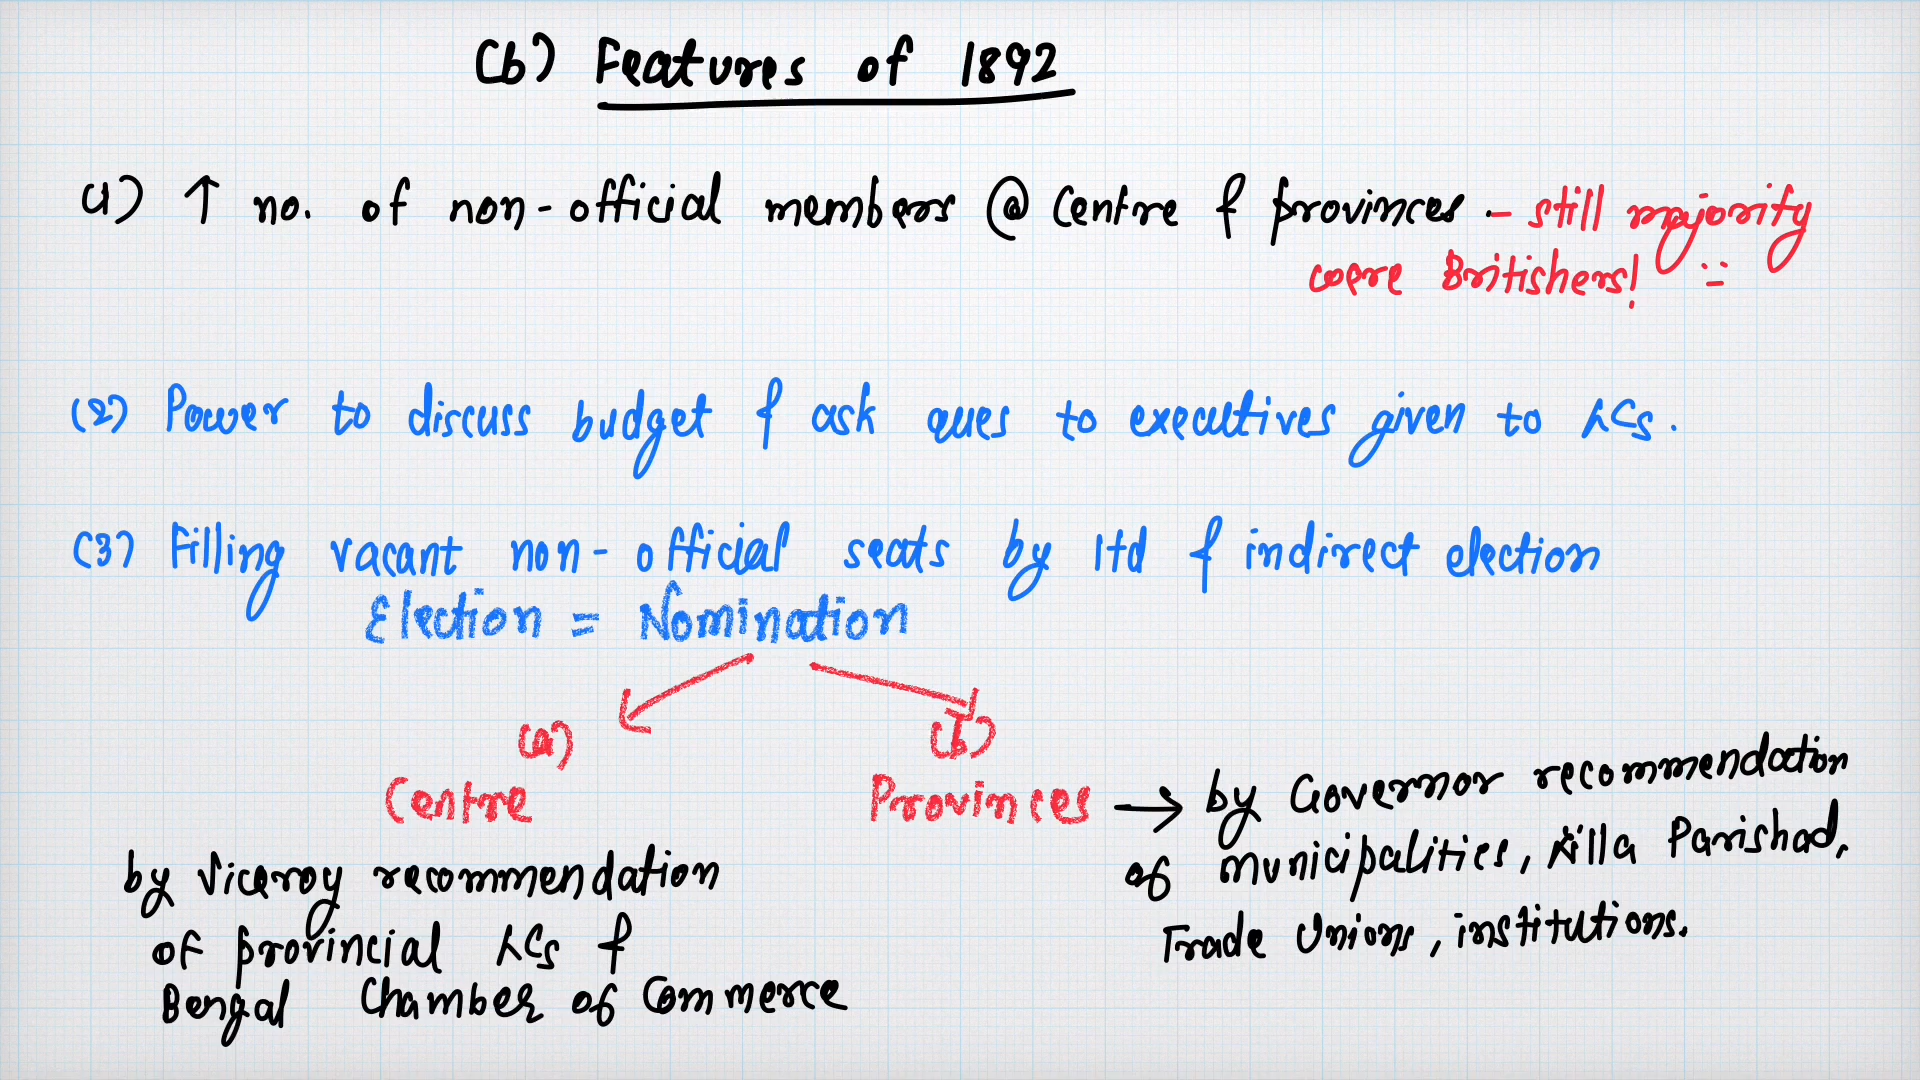 (b) Features of 1892
(1) ↑ no. of non-official members @ Centre & provinces. - still majority
were Britishers!
(2) Power to discuss budget & ask ques to executives given to LCs.
(3) Filling vacant non-official seats by ltd & indirect election
Election = Nomination
(a)
Centre
by Viceroy recommendation
of provincial LCs &
Bengal Chamber of Commerce
(b)
Provinces → by Governor recommendation
of municipalities, Zilla Parishad,
Trade Unions, institutions.